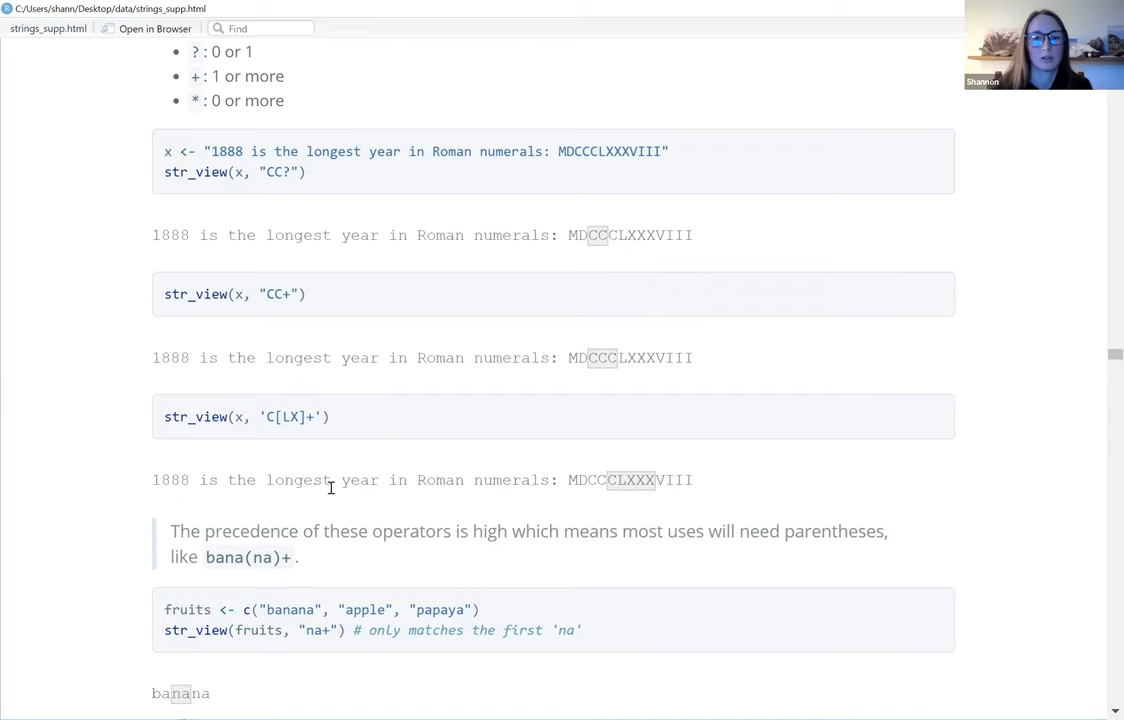 C:/Users/shann/Desktop/data/strings_supp.html
strings_supp.html Open in Browser Find
• ? : 0 or 1
• + : 1 or more
• * : 0 or more
x <- "1888 is the longest year in Roman numerals: MDCCCLXXXVIII"
str_view(x, "CC?")
1888 is the longest year in Roman numerals: MDCCCLXXXVIII
str_view(x, "CC+")
1888 is the longest year in Roman numerals: MDCCCLXXXVIII
str_view(x, 'C[LX]+')
1888 is the longest year in Roman numerals: MDCCCLXXXVIII
The precedence of these operators is high which means most uses will need parentheses,
like bana(na)+ .
fruits <- c("banana", "apple", "papaya")
str_view(fruits, "na+") # only matches the first 'na'
banana
Shannon